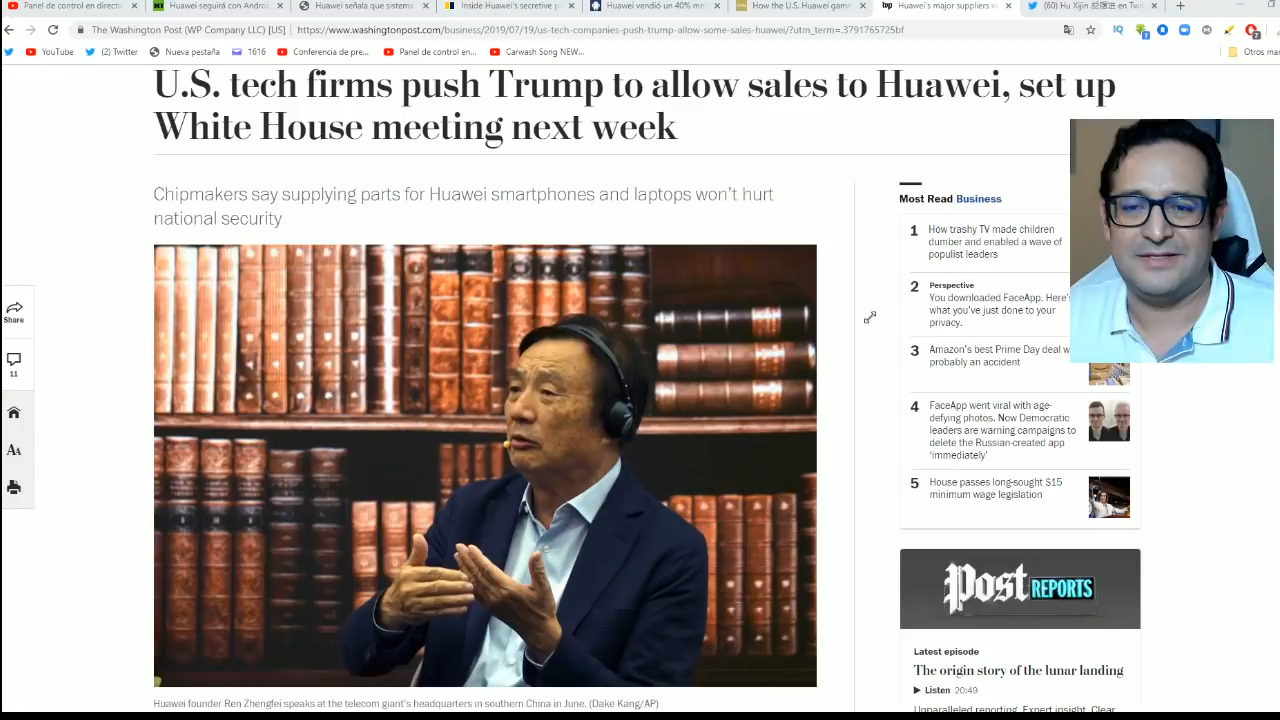 Panel de control en directo
Huawei seguirá con Androi
Huawei señala que sistema
Inside Huawei's secretive p
Huawei vendió un 40% me
How the U.S. Huawei game
Huawei's major suppliers w
(60) Hu Xijin 胡锡进 en Twit
The Washington Post (WP Company LLC) [US]
https://www.washingtonpost.com/business/2019/07/19/us-tech-companies-push-trump-allow-some-sales-huawei/?utm_term=.3791765725bf
YouTube
(2) Twitter
Nueva pestaña
1616
Conferencia de pre...
Panel de control en...
Carwash Song NEW...
Otros mar
U.S. tech firms push Trump to allow sales to Huawei, set up
White House meeting next week
Chipmakers say supplying parts for Huawei smartphones and laptops won't hurt
national security
Share
11
AA
Huawei founder Ren Zhengfei speaks at the telecom giant's headquarters in southern China in June. (Dake Kang/AP)
Most Read Business
1
How trashy TV made children
dumber and enabled a wave of
populist leaders
2
Perspective
You downloaded FaceApp. Here's
what you've just done to your
privacy.
3
Amazon's best Prime Day deal w
probably an accident
4
FaceApp went viral with age-
defying photos. Now Democratic
leaders are warning campaigns to
delete the Russian-created app
'immediately'
5
House passes long-sought $15
minimum wage legislation
Post REPORTS
Latest episode
The origin story of the lunar landing
Listen 20:49
Unparalleled reporting. Expert insight. Clear